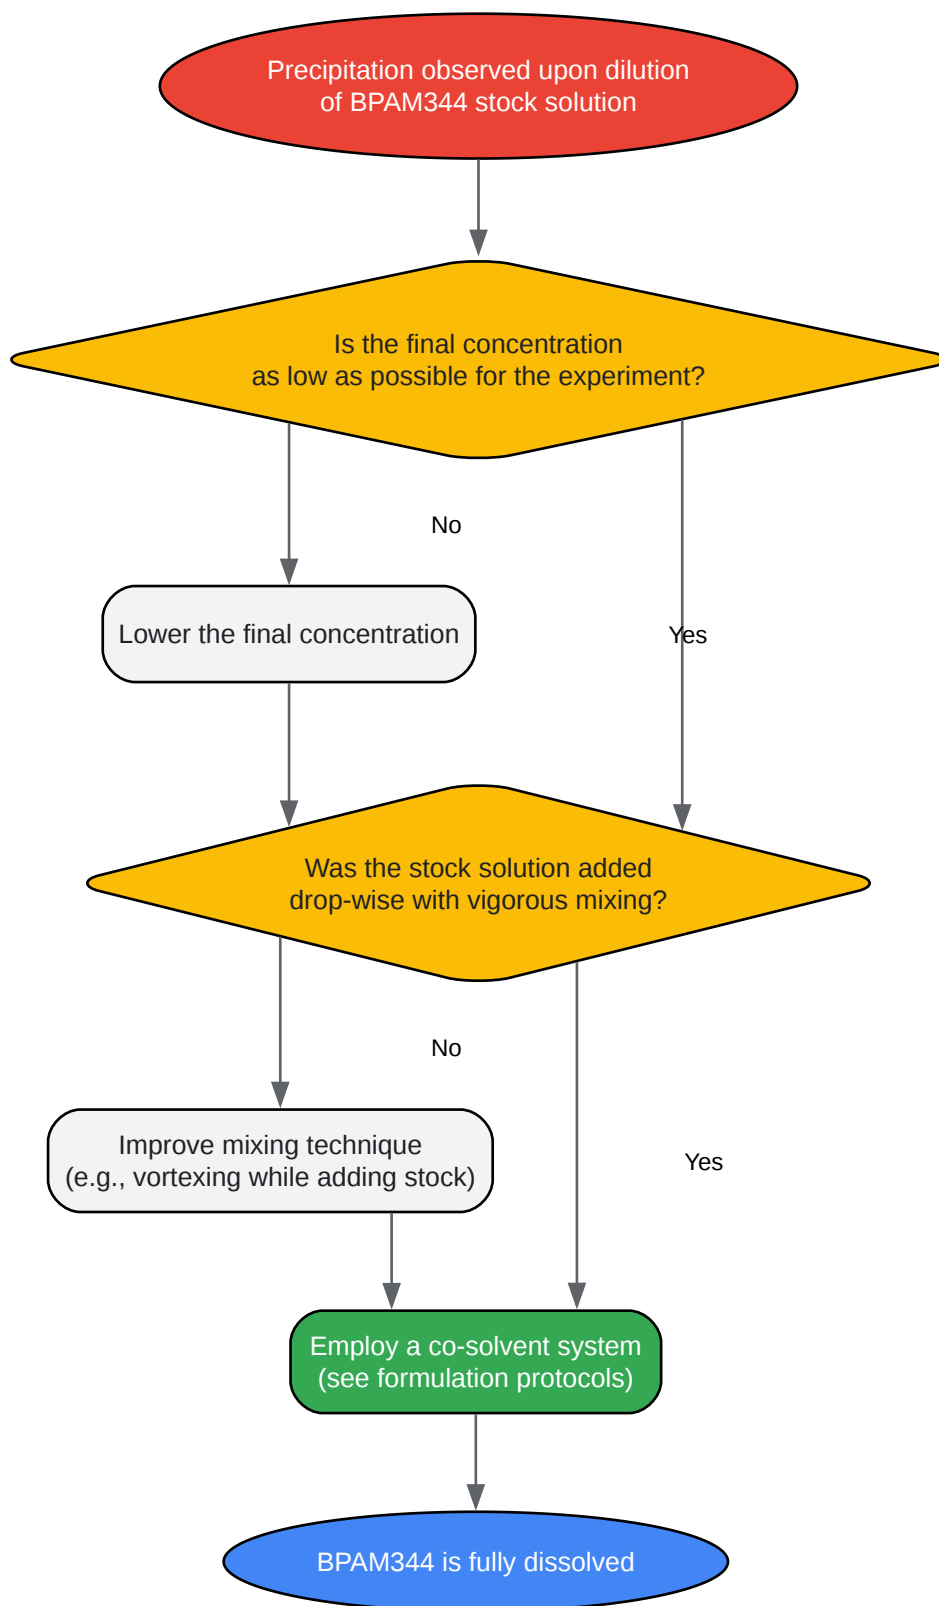 Precipitation observed upon dilution
of BPAM344 stock solution
Is the final concentration
as low as possible for the experiment?
No
Lower the final concentration
Yes
Was the stock solution added
drop-wise with vigorous mixing?
No
Improve mixing technique
(e.g., vortexing while adding stock)
Yes
Employ a co-solvent system
(see formulation protocols)
BPAM344 is fully dissolved